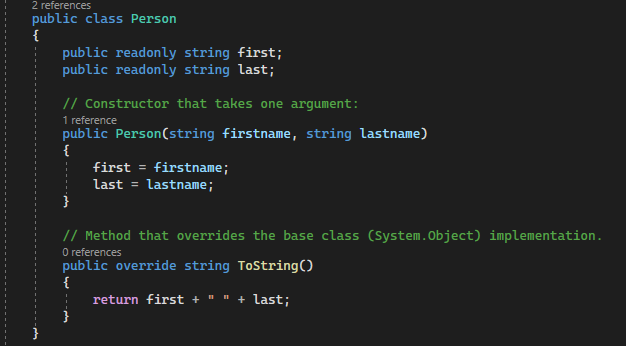 2 references
public class Person
{
public readonly string first;
public readonly string last;
// Constructor that takes one argument:
1 reference
public Person(string firstname, string lastname)
{
first = firstname;
last = lastname;
}
// Method that overrides the base class (System.Object) implementation.
0 references
public override string ToString()
{
return first + " " + last;
}
}